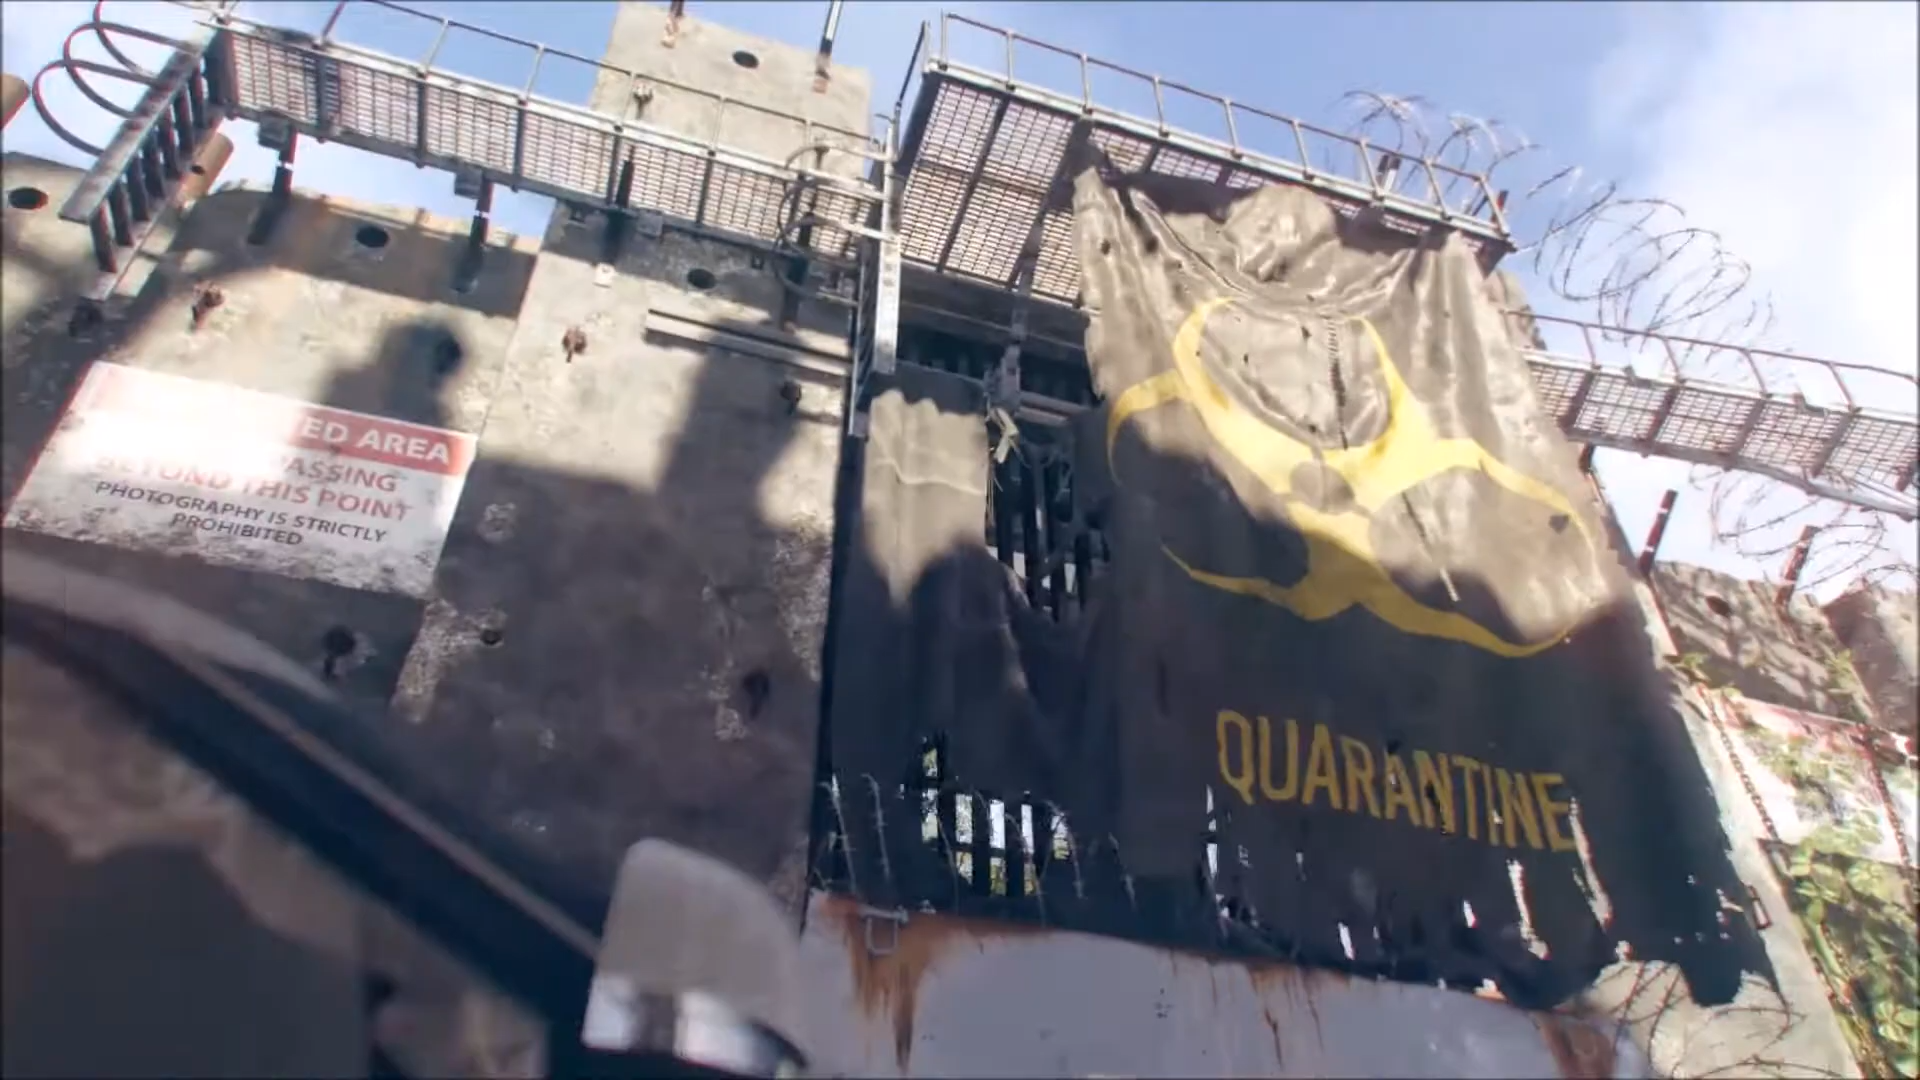 ED AREA
BEYOND THIS POINT
PHOTOGRAPHY IS STRICTLY
PROHIBITED
QUARANTINE